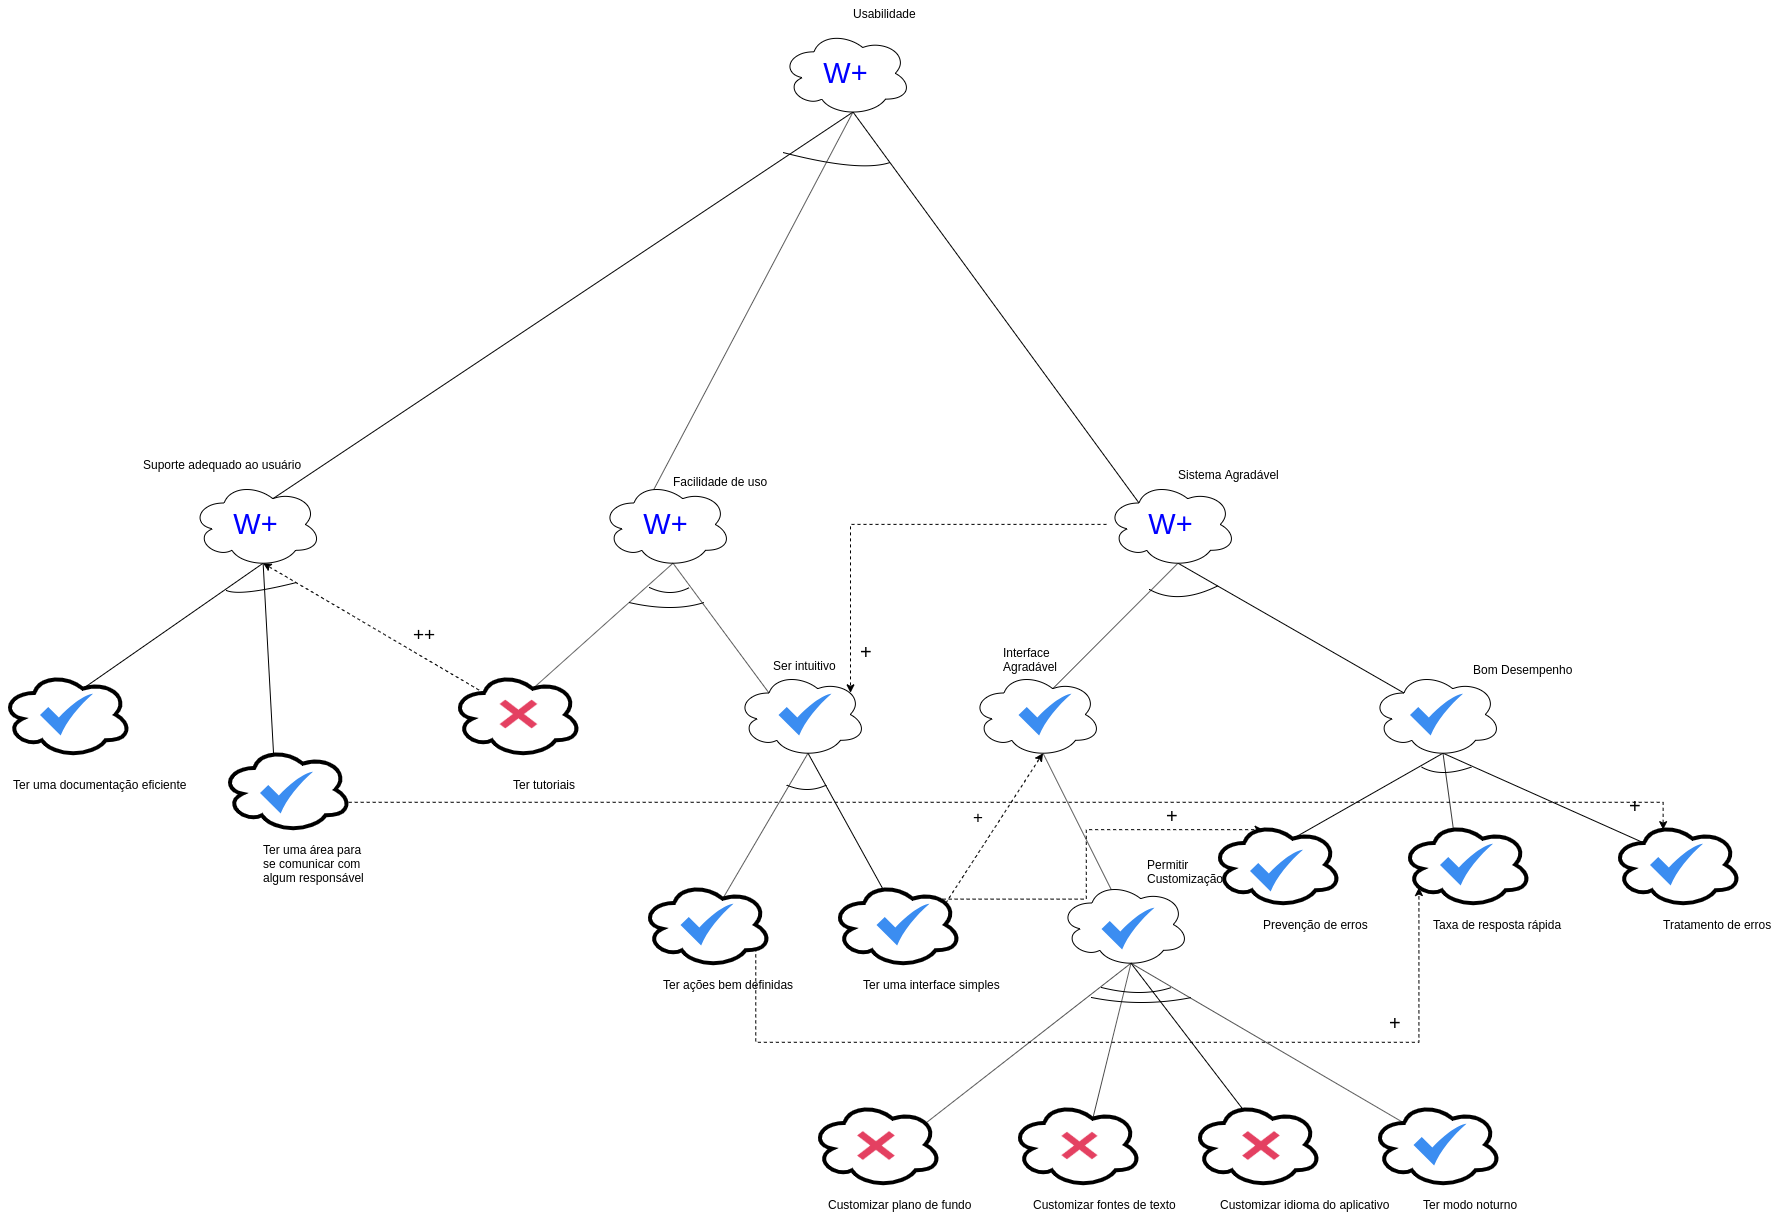 Usabilidade
W+
Suporte adequado ao usuário
Facilidade de uso
Sistema Agradável
W+
W+
W+
++
+
Ser intuitivo
Interface
Agradável
Bom Desempenho
Ter uma documentação eficiente
Ter tutoriais
+
+
+
Ter uma área para
se comunicar com
algum responsável
Permitir
Customização
Prevenção de erros
Taxa de resposta rápida
Tratamento de erros
Ter ações bem definidas
Ter uma interface simples
+
Customizar plano de fundo
Customizar fontes de texto
Customizar idioma do aplicativo
Ter modo noturno